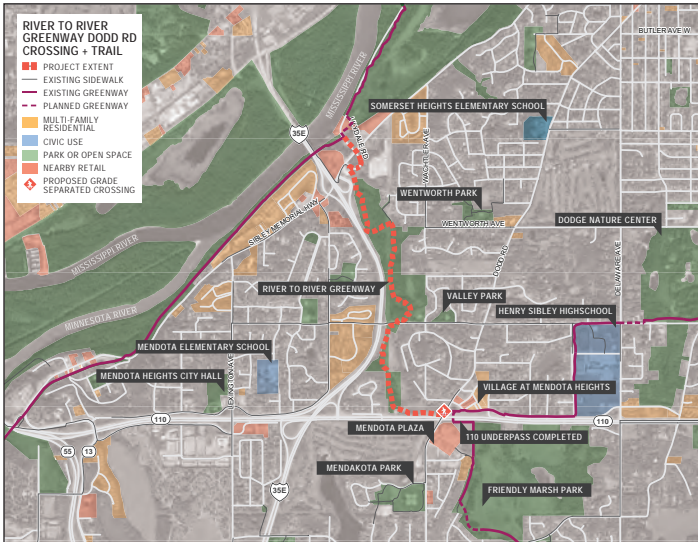 RIVER TO RIVER
GREENWAY DODD RD
CROSSING + TRAIL
PROJECT EXTENT
EXISTING SIDEWALK
EXISTING GREENWAY
PLANNED GREENWAY
MULTI-FAMILY
RESIDENTIAL
CIVIC USE
PARK OR OPEN SPACE
NEARBY RETAIL
PROPOSED GRADE
SEPARATED CROSSING
BUTLER AVE W
MISSISSIPPI RIVER
SOMERSET HEIGHTS ELEMENTARY SCHOOL
35E
LYNDALE RD
WACHTLER AVE
WENTWORTH PARK
SIBLEY MEMORIAL HWY
WENTWORTH AVE
DODGE NATURE CENTER
MISSISSIPPI RIVER
DODD RD
DELAWARE AVE
RIVER TO RIVER GREENWAY
VALLEY PARK
MINNESOTA RIVER
HENRY SIBLEY HIGHSCHOOL
MENDOTA ELEMENTARY SCHOOL
MENDOTA HEIGHTS CITY HALL
LEXINGTON AVE
VILLAGE AT MENDOTA HEIGHTS
110
110
MENDOTA PLAZA
110 UNDERPASS COMPLETED
55
13
MENDAKOTA PARK
35E
FRIENDLY MARSH PARK